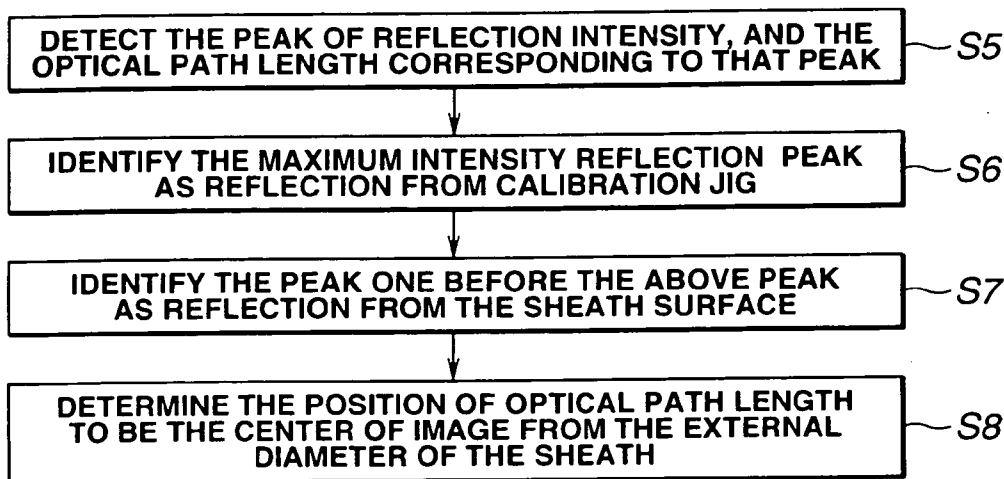 DETECT THE PEAK OF REFLECTION INTENSITY, AND THE
OPTICAL PATH LENGTH CORRESPONDING TO THAT PEAK
S5
IDENTIFY THE MAXIMUM INTENSITY REFLECTION PEAK
AS REFLECTION FROM CALIBRATION JIG
S6
IDENTIFY THE PEAK ONE BEFORE THE ABOVE PEAK
AS REFLECTION FROM THE SHEATH SURFACE
S7
DETERMINE THE POSITION OF OPTICAL PATH LENGTH
TO BE THE CENTER OF IMAGE FROM THE EXTERNAL
DIAMETER OF THE SHEATH
S8